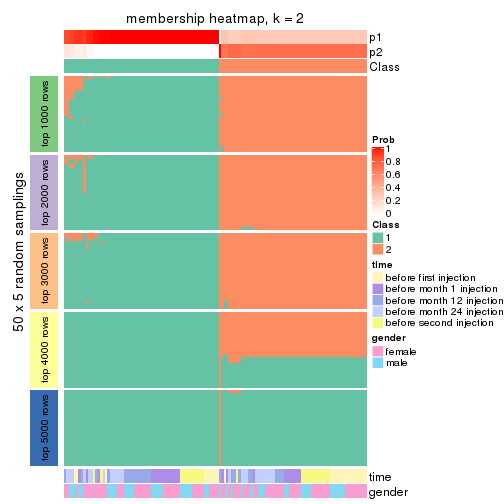 membership heatmap, k = 2
p1
p2
Class
50 x 5 random samplings
top 1000 rows
top 2000 rows
top 3000 rows
top 4000 rows
top 5000 rows
time
gender
Prob
1
0.8
0.6
0.4
0.2
0
Class
1
2
time
before first injection
before month 1 injection
before month 12 injection
before month 24 injection
before second injection
gender
female
male